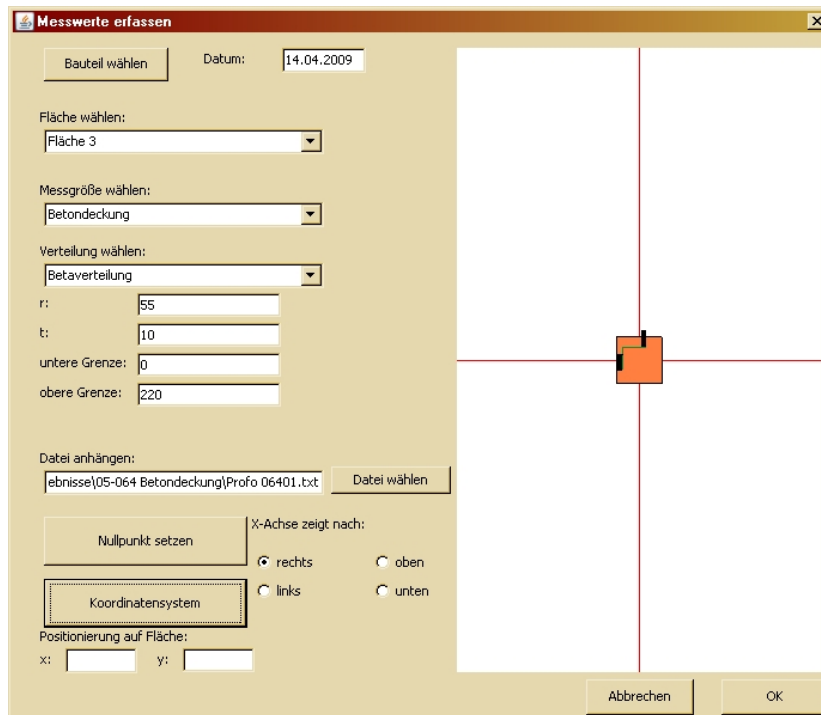 Messwerte erfassen
Bauteil wählen
Datum:
14.04.2009
Fläche wählen:
Fläche 3
Messgröße wählen:
Betondeckung
Verteilung wählen:
Betaverteilung
r:
55
t:
10
untere Grenze:
0
obere Grenze:
220
Datei anhängen:
ebnisse\05-064 Betondeckung\Profo 06401.txt
Datei wählen
Nullpunkt setzen
X-Achse zeigt nach:
rechts
oben
links
unten
Koordinatensystem
Positionierung auf Fläche:
x:
y:
Abbrechen
OK